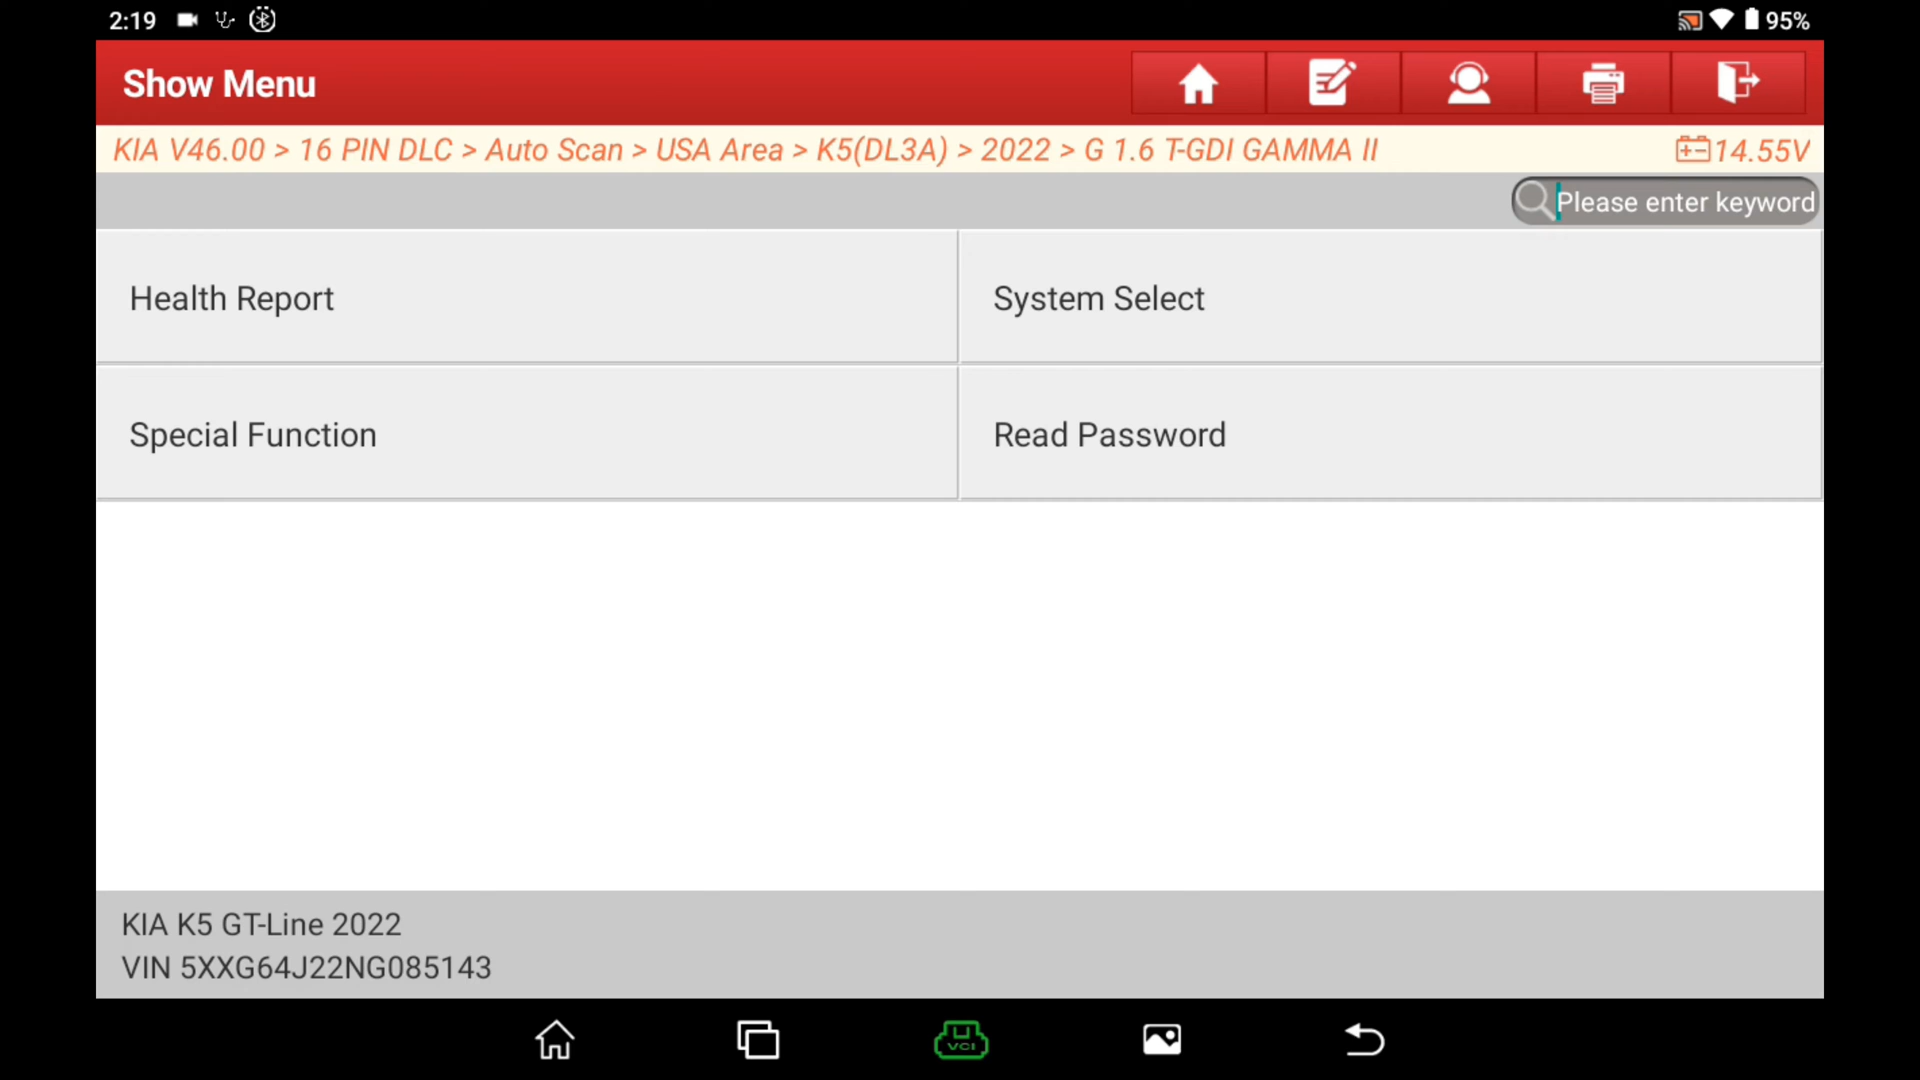 2:19
95%
Show Menu
KIA V46.00 > 16 PIN DLC > Auto Scan > USA Area > K5(DL3A) > 2022 > G 1.6 T-GDI GAMMA II
14.55V
Please enter keyword
Health Report
System Select
Special Function
Read Password
KIA K5 GT-Line 2022
VIN 5XXG64J22NG085143
VCI